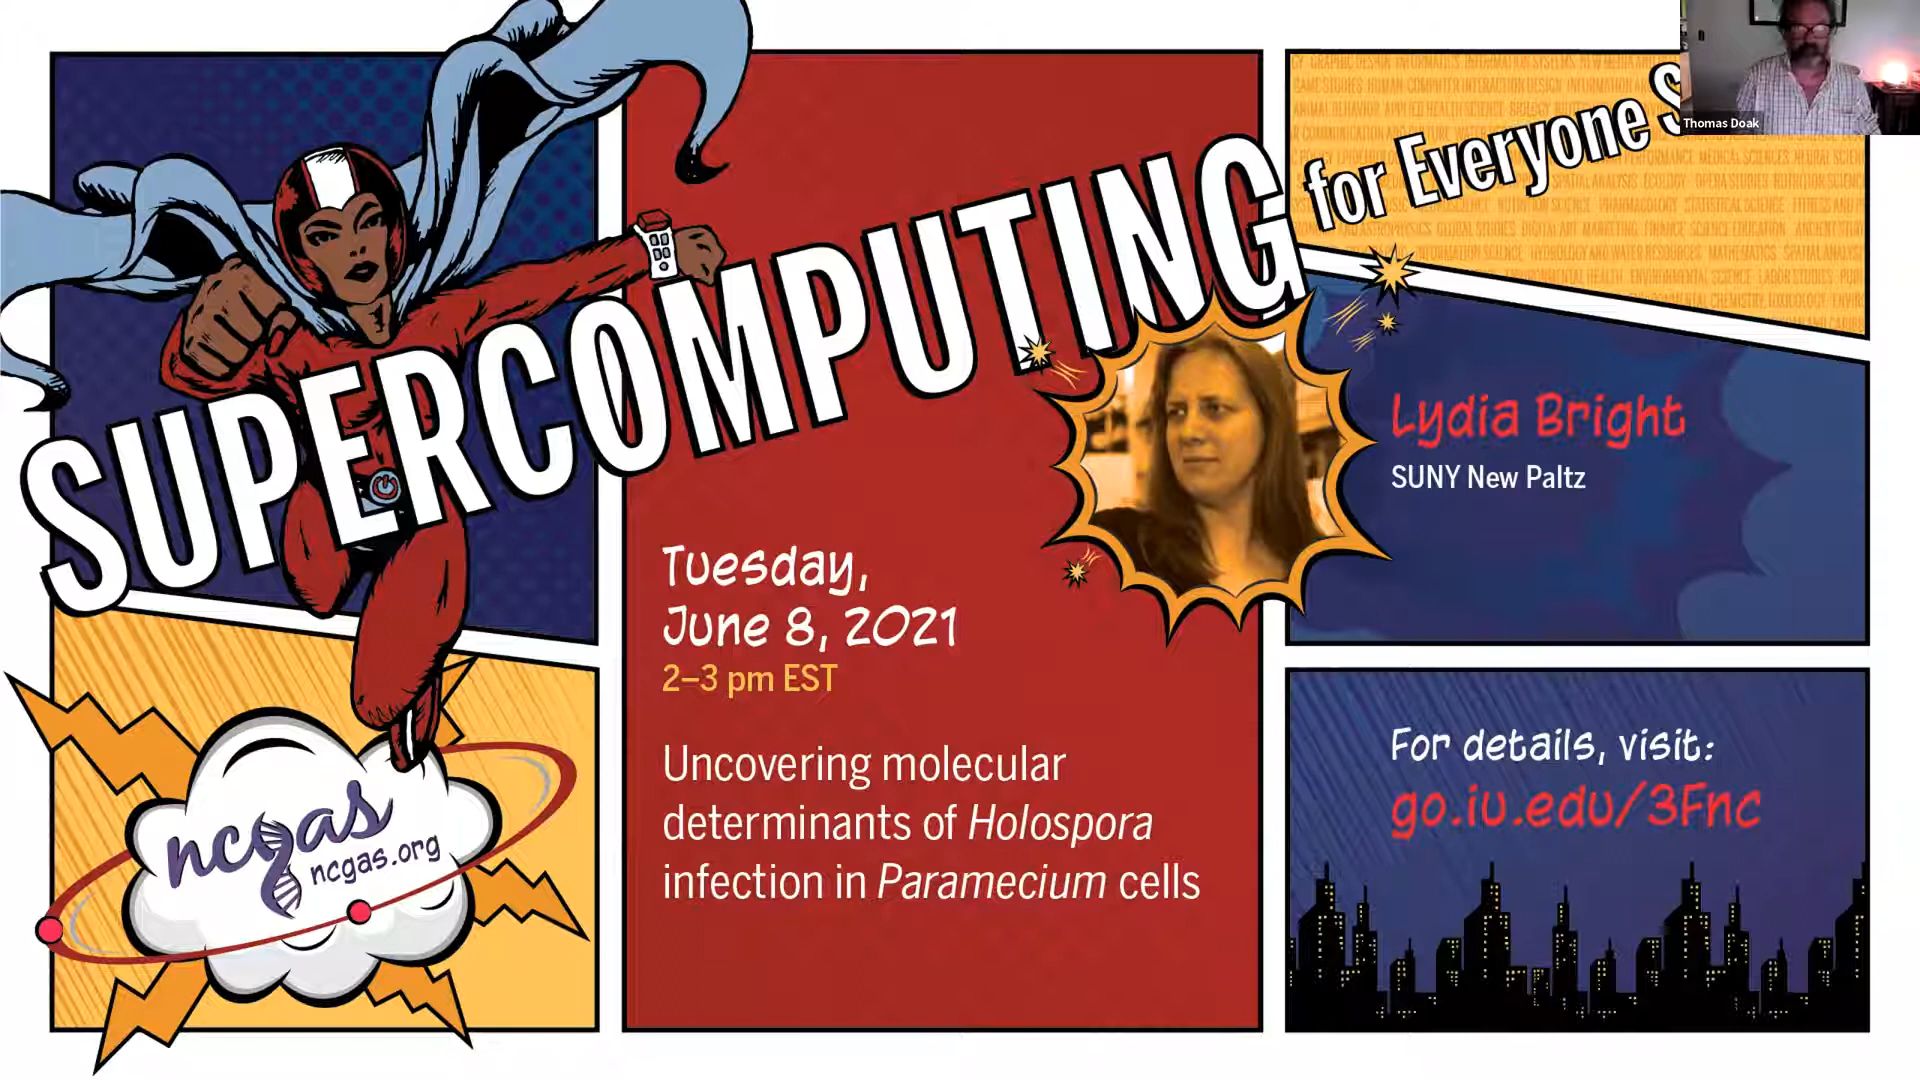 SUPERCOMPUTING for Everyone S
Thomas Doak
Lydia Bright
SUNY New Paltz
Tuesday,
June 8, 2021
2–3 pm EST
Uncovering molecular
determinants of Holospora
infection in Paramecium cells
For details, visit:
go.iu.edu/3Fnc
ncgas
ncgas.org